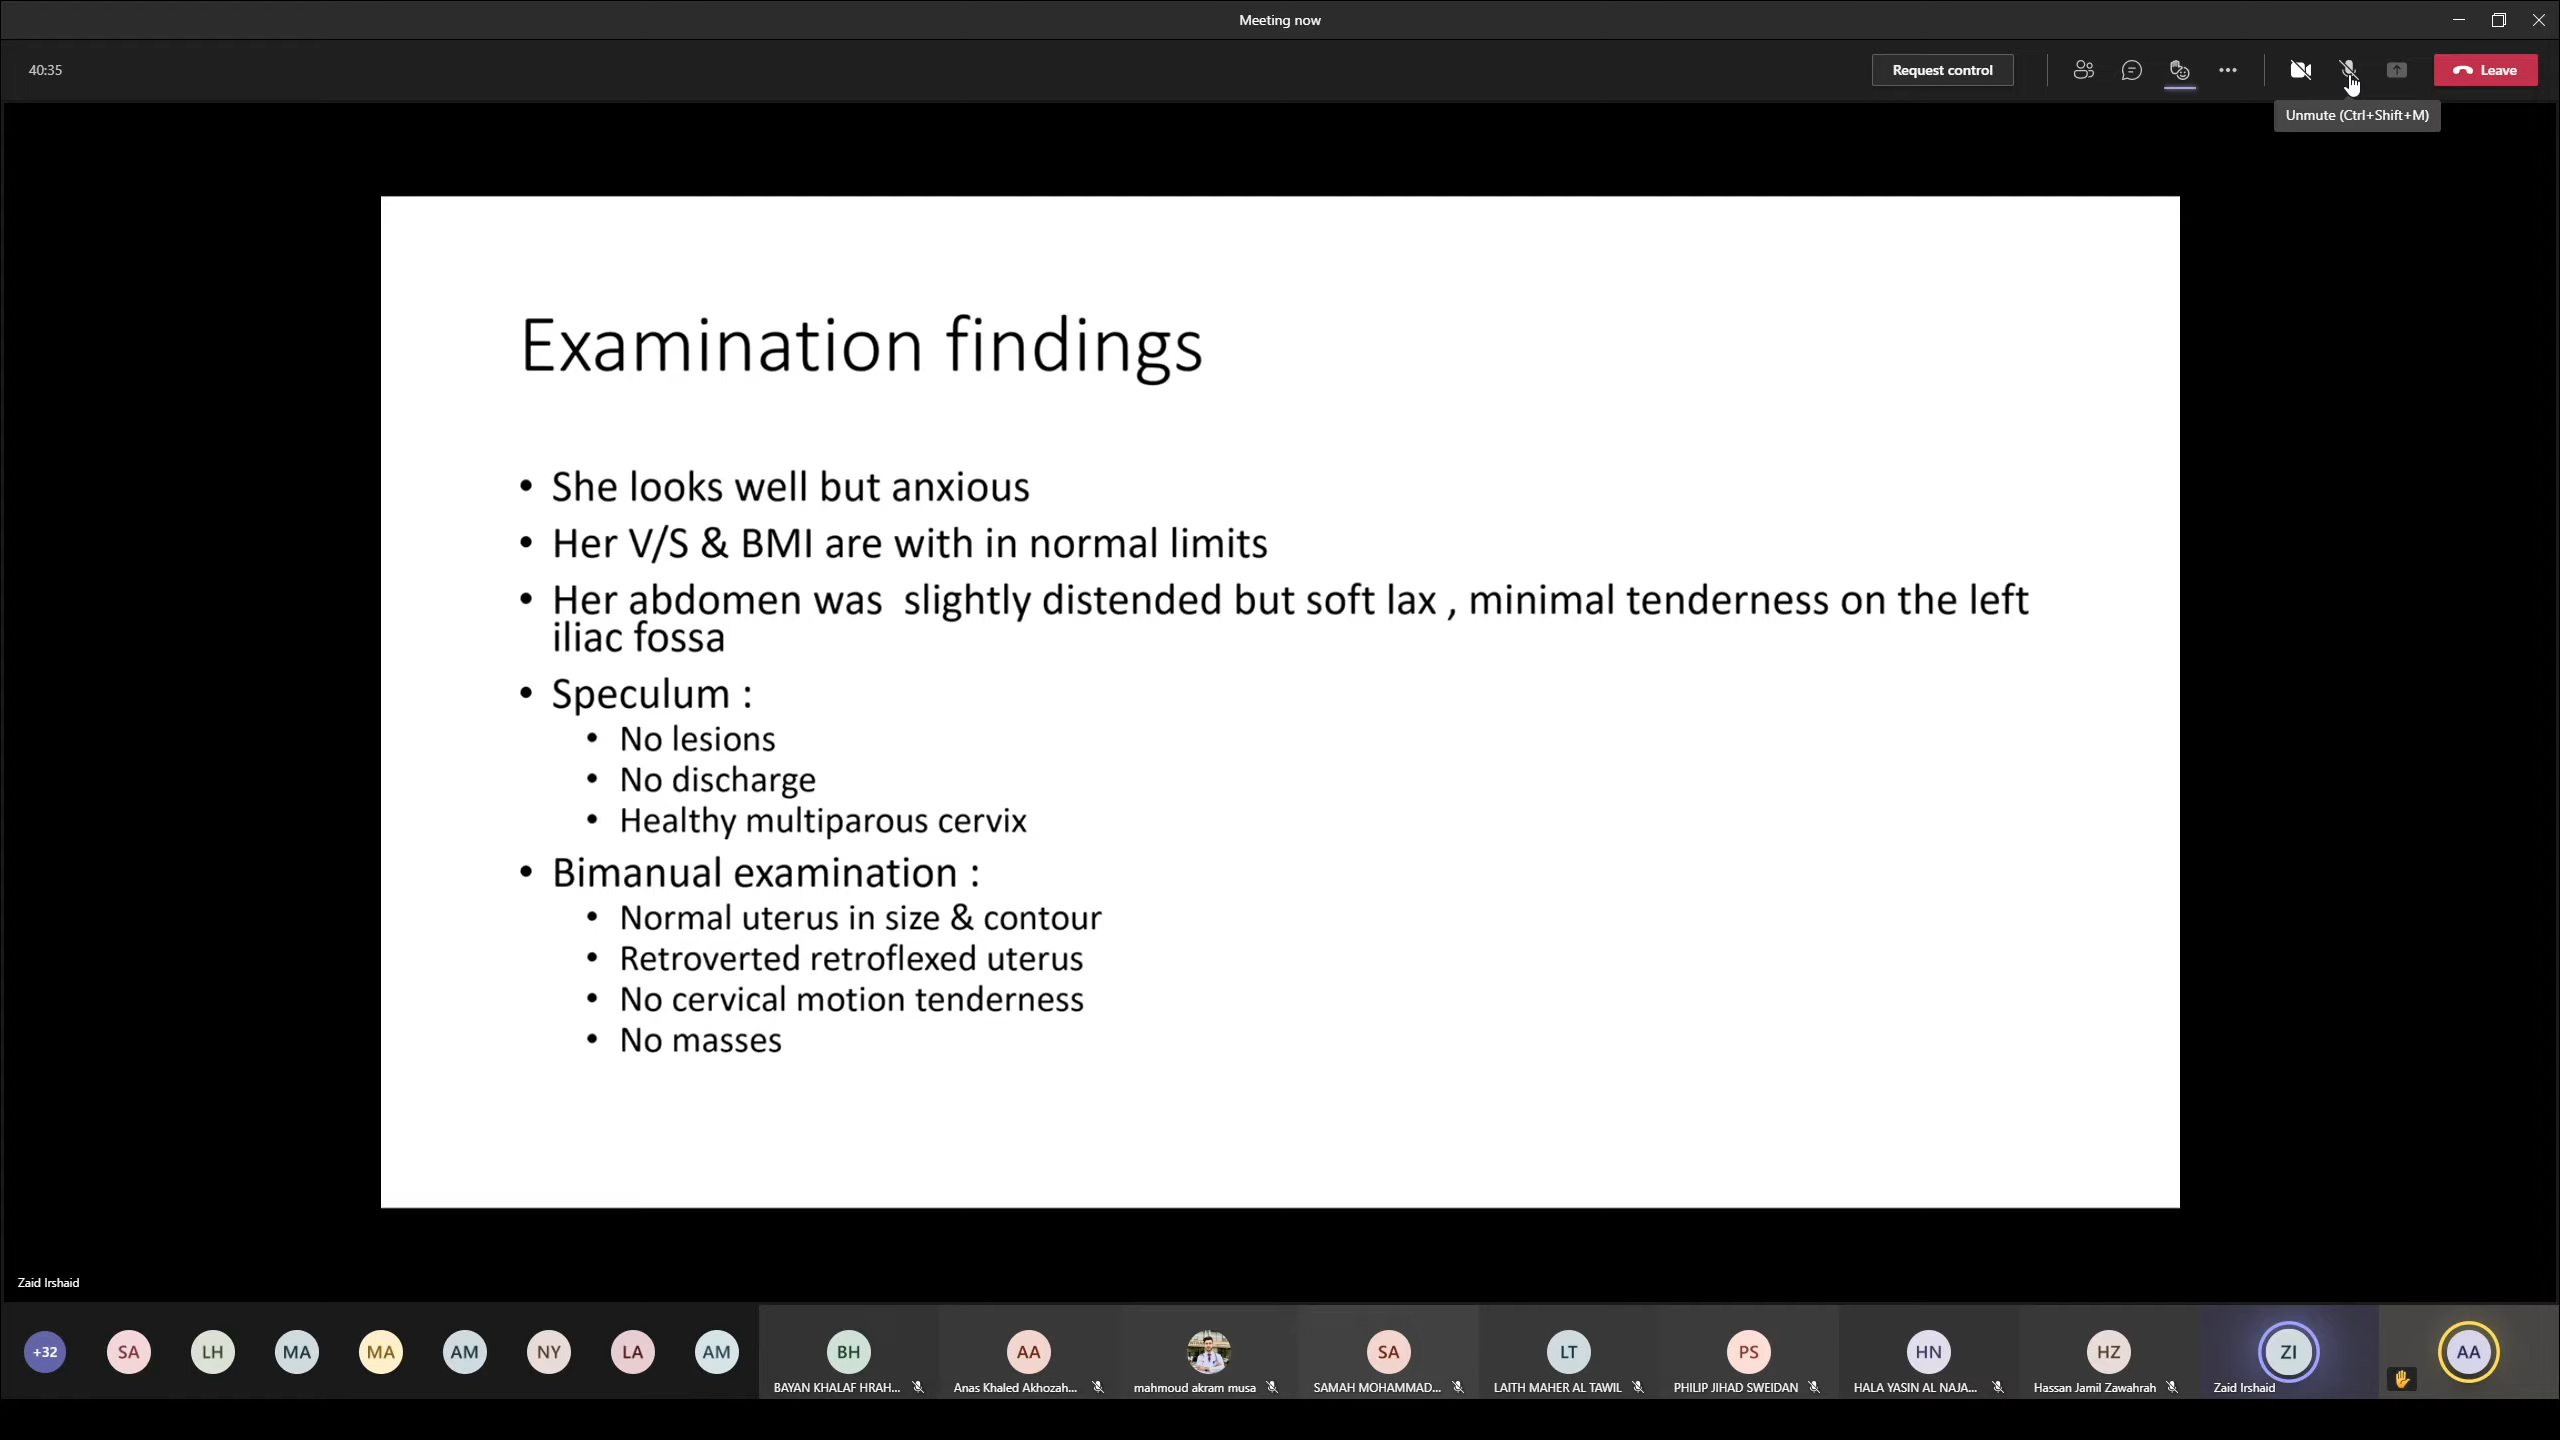 Meeting now
40:35
Request control
Leave
Unmute (Ctrl+Shift+M)
Examination findings
• She looks well but anxious
• Her V/S & BMI are with in normal limits
• Her abdomen was slightly distended but soft lax , minimal tenderness on the left
iliac fossa
• Speculum :
• No lesions
• No discharge
• Healthy multiparous cervix
• Bimanual examination :
• Normal uterus in size & contour
• Retroverted retroflexed uterus
• No cervical motion tenderness
• No masses
Zaid Irshaid
+32 SA LH MA MA AM NY LA AM BH AA SA LT PS HN HZ ZI AA
BAYAN KHALAF HRAH... Anas Khaled Akhozah... mahmoud akram musa SAMAH MOHAMMAD... LAITH MAHER AL TAWIL PHILIP JIHAD SWEIDAN HALA YASIN AL NAJA... Hassan Jamil Zawahrah Zaid Irshaid